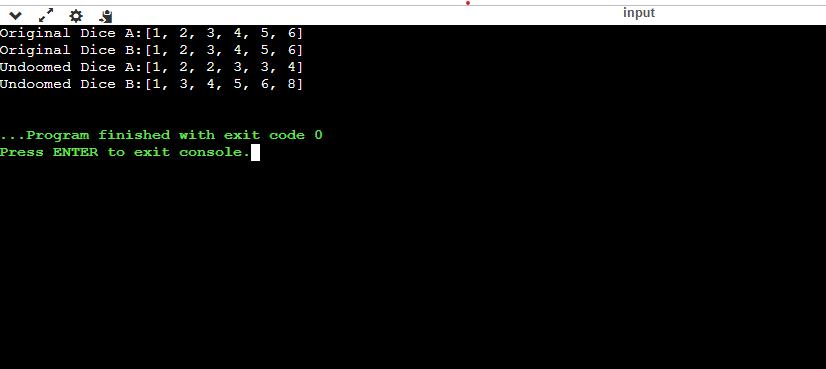 input
Original Dice A:[1, 2, 3, 4, 5, 6]
Original Dice B:[1, 2, 3, 4, 5, 6]
Undoomed Dice A:[1, 2, 2, 3, 3, 4]
Undoomed Dice B:[1, 3, 4, 5, 6, 8]
...Program finished with exit code 0
Press ENTER to exit console.